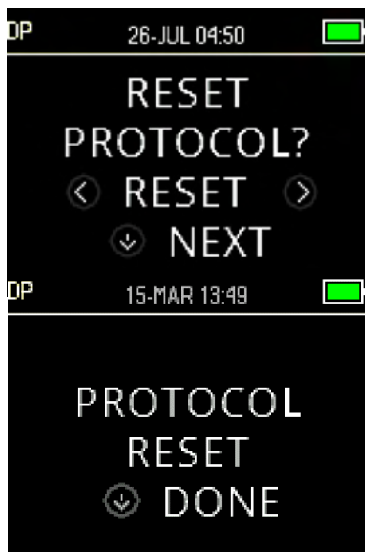 DP 26-JUL 04:50
RESET
PROTOCOL?
RESET
NEXT
DP 15-MAR 13:49
PROTOCOL
RESET
DONE